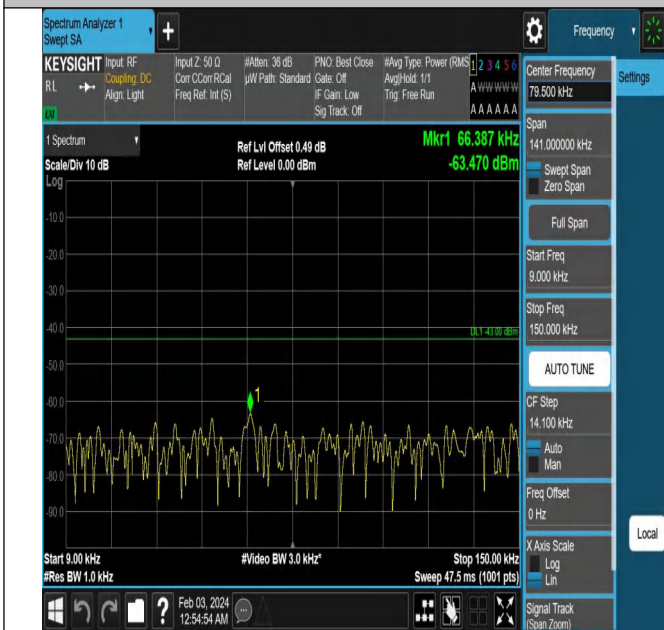 Spectrum Analyzer 1
Swept SA
+
Frequency
KEYSIGHT
RL
LXI
Input: RF
Coupling: DC
Align: Light
Input Z: 50 Ω
Corr CCorr RCal
Freq Ref: Int (S)
#Atten: 36 dB
µW Path: Standard
PNO: Best Close
Gate: Off
IF Gain: Low
Sig Track: Off
#Avg Type: Power (RMS
Avg|Hold: 1/1
Trig: Free Run
1 2 3 4 5 6
A W W W W W
A A A A A A
1 Spectrum
Scale/Div 10 dB
Ref Lvl Offset 0.49 dB
Ref Level 0.00 dBm
Mkr1 66.387 kHz
-63.470 dBm
Log
-10.0
-20.0
-30.0
-40.0
-50.0
-60.0
-70.0
-80.0
-90.0
DL1 -43.00 dBm
1
Start 9.00 kHz
#Res BW 1.0 kHz
#Video BW 3.0 kHz*
Stop 150.00 kHz
Sweep 47.5 ms (1001 pts)
?
Feb 03, 2024
12:54:54 AM
Center Frequency
79.500 kHz
Span
141.000000 kHz
Swept Span
Zero Span
Full Span
Start Freq
9.000 kHz
Stop Freq
150.000 kHz
AUTO TUNE
CF Step
14.100 kHz
Auto
Man
Freq Offset
0 Hz
X Axis Scale
Log
Lin
Signal Track
(Span Zoom)
Settings
Local